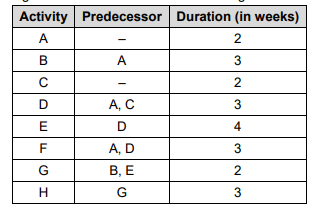 Activity Predecessor Duration (in weeks)
A – 2
B A 3
C – 2
D A, C 3
E D 4
F A, D 3
G B, E 2
H G 3